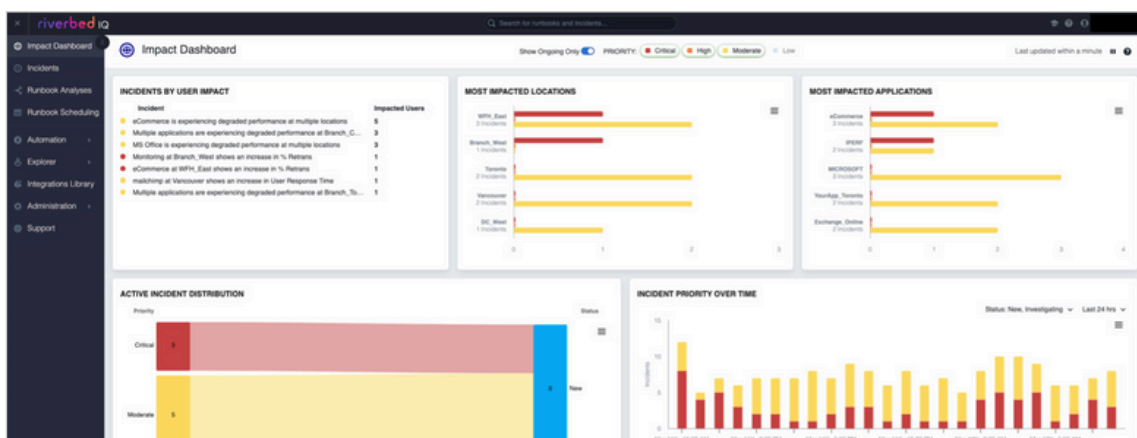 riverbed IQ
Search for runbooks and incidents...
Impact Dashboard
Incidents
Runbook Analyses
Runbook Scheduling
Automation
Explorer
Integrations Library
Administration
Support
Impact Dashboard
Show Ongoing Only PRIORITY: Critical High Moderate Low
Last updated within a minute
INCIDENTS BY USER IMPACT
Incident Impacted Users
eCommerce is experiencing degraded performance at multiple locations 5
Multiple applications are experiencing degraded performance at Branch_C... 3
MS Office is experiencing degraded performance at multiple locations 3
Monitoring at Branch_West shows an increase in % Retrans 1
eCommerce at WFH_East shows an increase in % Retrans 1
mailchimp at Vancouver shows an increase in User Response Time 1
Multiple applications are experiencing degraded performance at Branch_To... 1
MOST IMPACTED LOCATIONS
WFH_East
3 Incidents
Branch_West
1 Incidents
Toronto
2 Incidents
Vancouver
2 Incidents
DC_West
1 Incidents
0 1 2 3
MOST IMPACTED APPLICATIONS
eCommerce
3 Incidents
IPERF
2 Incidents
MICROSOFT
3 Incidents
YourApp_Toronto
2 Incidents
Exchange_Online
2 Incidents
0 1 2 3 4
ACTIVE INCIDENT DISTRIBUTION
Priority Status
Critical 3
8 New
Moderate 5
INCIDENT PRIORITY OVER TIME
Status: New, Investigating Last 24 hrs
Incidents
15
10
5
0